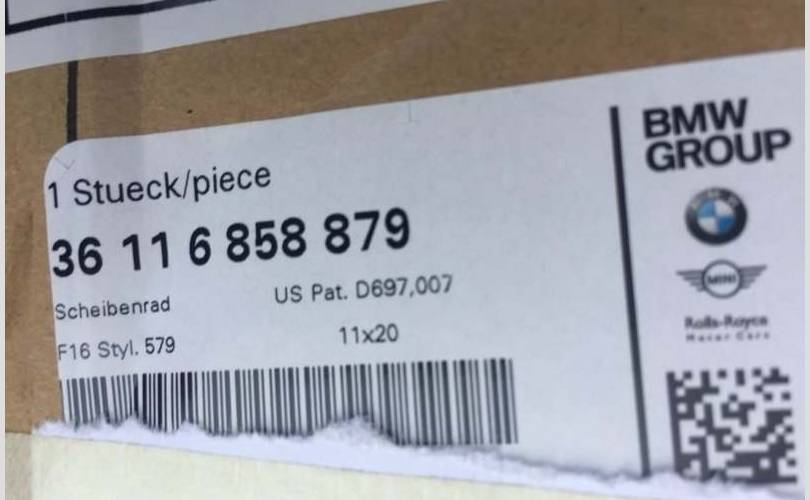 1 Stueck/piece
36 11 6 858 879
Scheibenrad US Pat. D697,007
F16 Styl. 579 11x20
BMW
GROUP
MINI
Rolls-Royce
Motor Cars